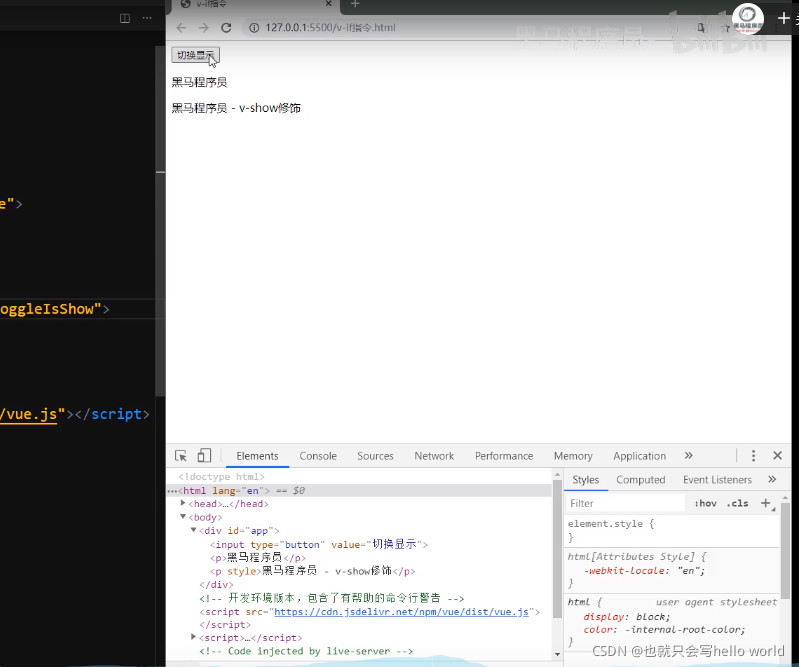 v-if指令
127.0.0.1:5500/v-if指令.html
切换显示
黑马程序员
黑马程序员 - v-show修饰
e">
oggleIsShow">
/vue.js"></script>
Elements Console Sources Network Performance Memory Application »
<!doctype html>
<html lang="en"> == $0
<head>…</head>
<body>
<div id="app">
<input type="button" value="切换显示">
<p>黑马程序员</p>
<p style>黑马程序员 - v-show修饰</p>
</div>
<!-- 开发环境版本，包含了有帮助的命令行警告 -->
<script src="https://cdn.jsdelivr.net/npm/vue/dist/vue.js">
</script>
<script>…</script>
<!-- Code injected by live-server -->
Styles Computed Event Listeners »
Filter :hov .cls +
element.style {
}
html[Attributes Style] {
-webkit-locale: "en";
}
html { user agent stylesheet
display: block;
color: -internal-root-color;
}
CSDN @也就只会写hello world